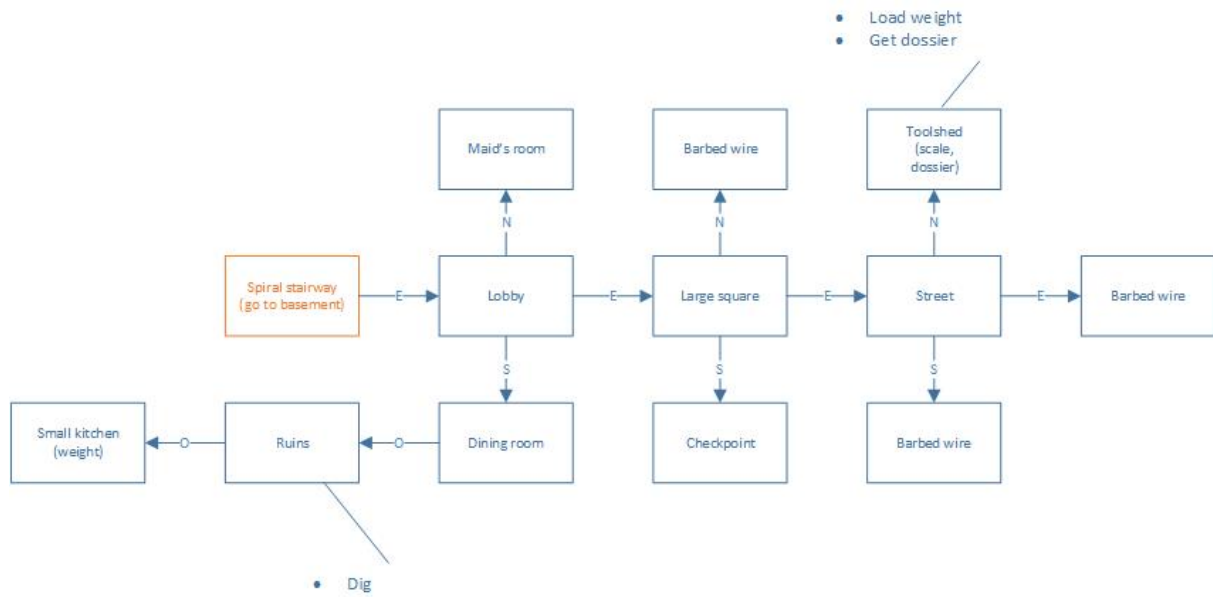 • Load weight
• Get dossier
Maid's room
Barbed wire
Toolshed
(scale,
dossier)
N
N
N
Spiral stairway
(go to basement)
E
Lobby
E
Large square
E
Street
E
Barbed wire
S
S
S
Small kitchen
(weight)
O
Ruins
O
Dining room
Checkpoint
Barbed wire
• Dig